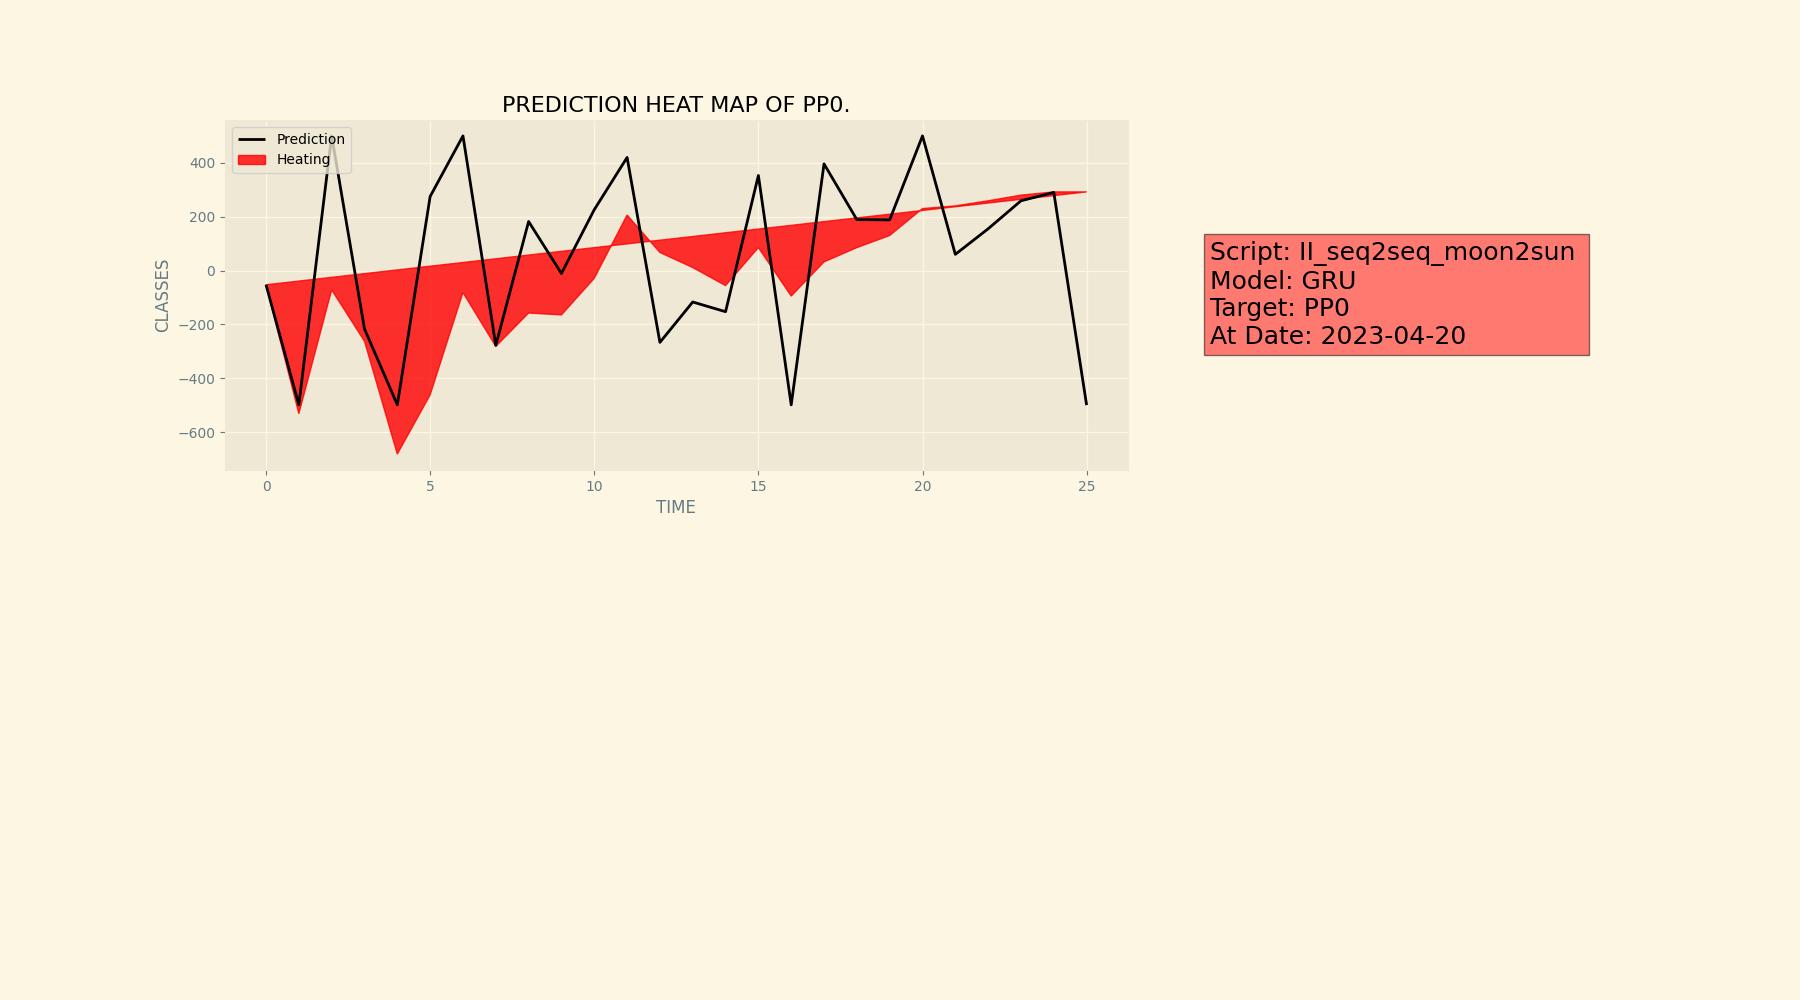 PREDICTION HEAT MAP OF PP0.
Prediction
Heating
400
200
0
−200
−400
−600
CLASSES
0 5 10 15 20 25
TIME
Script: II_seq2seq_moon2sun
Model: GRU
Target: PP0
At Date: 2023-04-20